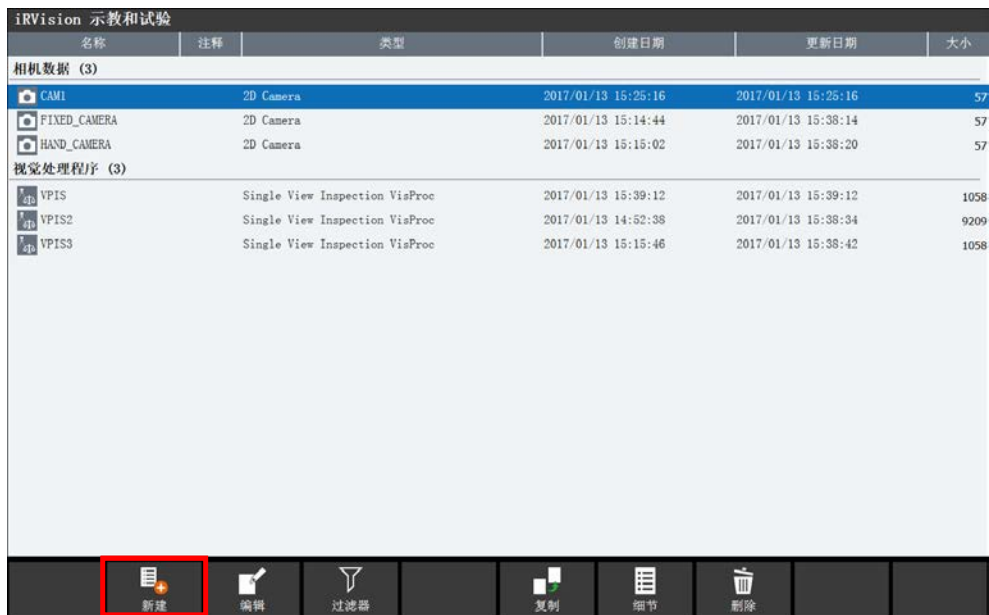 iRVision 示教和试验
名称 注释 类型 创建日期 更新日期 大小
相机数据 (3)
CAM1 2D Camera 2017/01/13 15:25:16 2017/01/13 15:25:16 57
FIXED_CAMERA 2D Camera 2017/01/13 15:14:44 2017/01/13 15:38:14 57
HAND_CAMERA 2D Camera 2017/01/13 15:15:02 2017/01/13 15:38:20 57
视觉处理程序 (3)
VPIS Single View Inspection VisProc 2017/01/13 15:39:12 2017/01/13 15:39:12 1058
VPIS2 Single View Inspection VisProc 2017/01/13 14:52:38 2017/01/13 15:38:34 9209
VPIS3 Single View Inspection VisProc 2017/01/13 15:15:46 2017/01/13 15:38:42 1058
新建 编辑 过滤器 复制 细节 删除